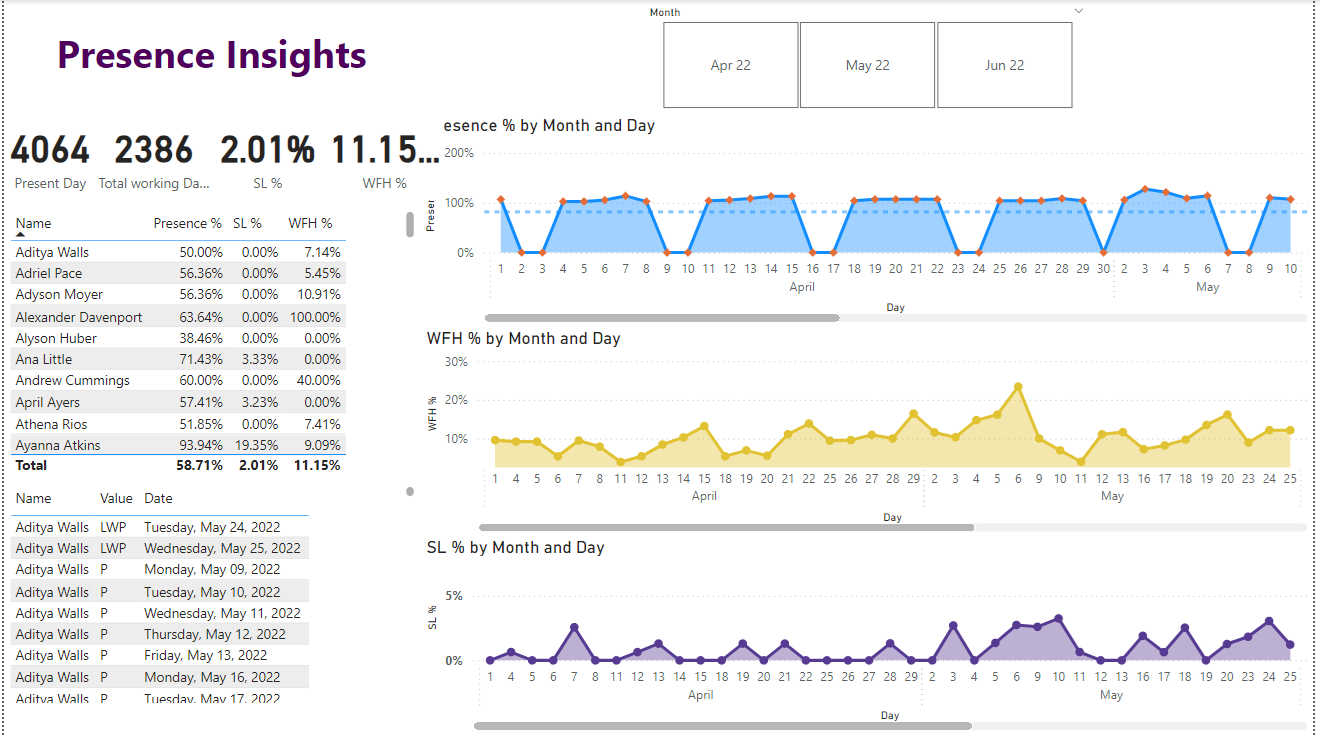 Presence Insights
Month
Apr 22
May 22
Jun 22
4064
Present Day
2386
Total working Da...
2.01%
SL %
11.15...
WFH %
Name Presence % SL % WFH %
Aditya Walls 50.00% 0.00% 7.14%
Adriel Pace 56.36% 0.00% 5.45%
Adyson Moyer 56.36% 0.00% 10.91%
Alexander Davenport 63.64% 0.00% 100.00%
Alyson Huber 38.46% 0.00% 0.00%
Ana Little 71.43% 3.33% 0.00%
Andrew Cummings 60.00% 0.00% 40.00%
April Ayers 57.41% 3.23% 0.00%
Athena Rios 51.85% 0.00% 7.41%
Ayanna Atkins 93.94% 19.35% 9.09%
Total 58.71% 2.01% 11.15%
Name Value Date
Aditya Walls LWP Tuesday, May 24, 2022
Aditya Walls LWP Wednesday, May 25, 2022
Aditya Walls P Monday, May 09, 2022
Aditya Walls P Tuesday, May 10, 2022
Aditya Walls P Wednesday, May 11, 2022
Aditya Walls P Thursday, May 12, 2022
Aditya Walls P Friday, May 13, 2022
Aditya Walls P Monday, May 16, 2022
Aditya Walls P Tuesday, May 17, 2022
esence % by Month and Day
Preser
200%
100%
0%
1 2 3 4 5 6 7 8 9 10 11 12 13 14 15 16 17 18 19 20 21 22 23 24 25 26 27 28 29 30 2 3 4 5 6 7 8 9 10
April May
Day
WFH % by Month and Day
WFH %
30%
20%
10%
1 4 5 6 7 8 11 12 13 14 15 18 19 20 21 22 25 26 27 28 29 2 3 4 5 6 9 10 11 12 13 16 17 18 19 20 23 24 25
April May
Day
SL % by Month and Day
SL %
5%
0%
1 4 5 6 7 8 11 12 13 14 15 18 19 20 21 22 25 26 27 28 29 2 3 4 5 6 9 10 11 12 13 16 17 18 19 20 23 24 25
April May
Day